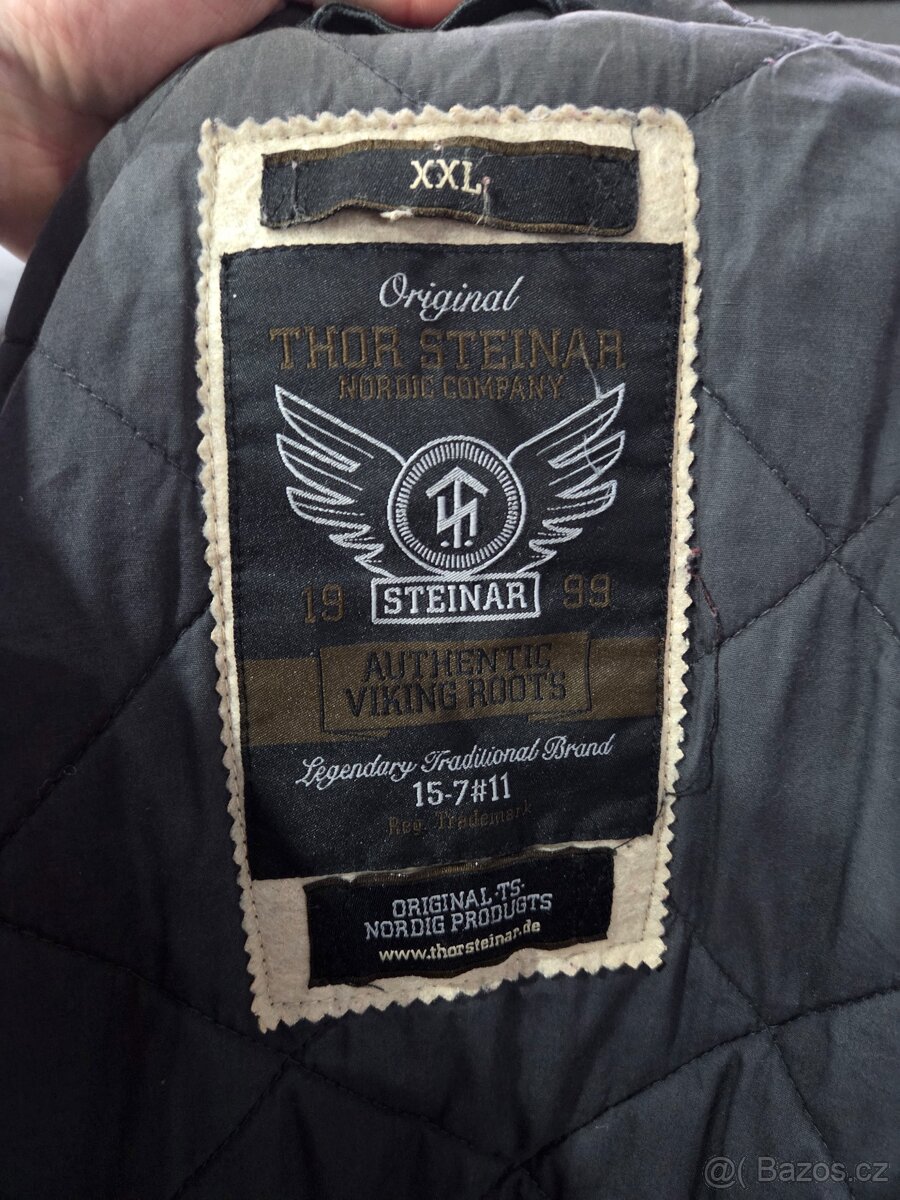 XXL
Original
THOR STEINAR
NORDIC COMPANY
STEINAR
19 99
AUTHENTIC
VIKING ROOTS
Legendary Traditional Brand
15-7#11
Reg. Trademark
ORIGINAL·TS·
NORDIG PRODUGTS
www.thorsteinar.de
@( Bazos.cz